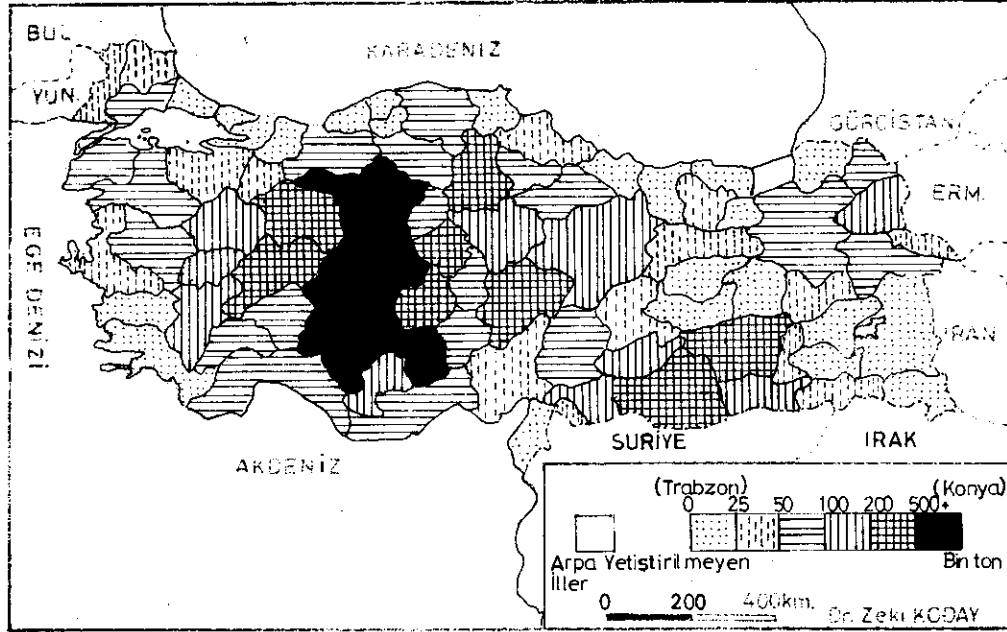 BUL.
KARADENİZ
YUN.
GÜRCİSTAN
ERM.
EGE DENİZİ
İRAN
SURİYE
IRAK
AKDENİZ
(Trabzon) (Konya)
0 25 50 100 200 500+
Arpa Yetiştirilmeyen İller
Bin ton
0 200 400km.
Dr. Zeki KODAY